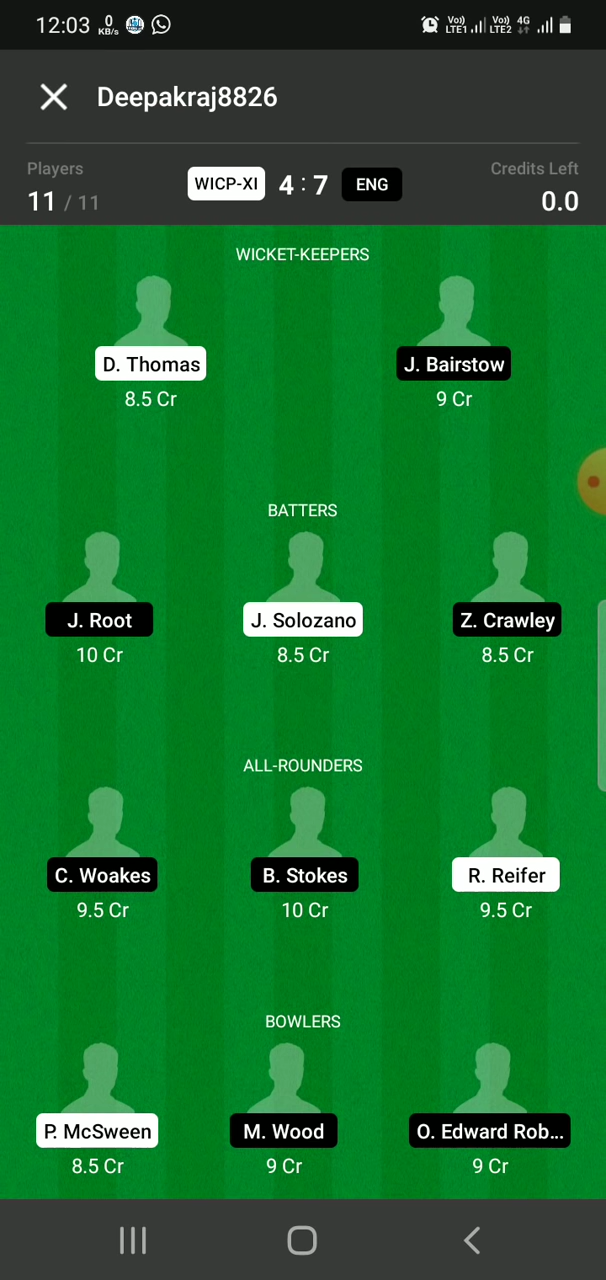 12:03 0 KB/s Vo)) LTE1 Vo)) LTE2 4G
Deepakraj8826
Players
Credits Left
11 / 11
WICP-XI 4 : 7 ENG
0.0
WICKET-KEEPERS
D. Thomas J. Bairstow
8.5 Cr 9 Cr
BATTERS
J. Root J. Solozano Z. Crawley
10 Cr 8.5 Cr 8.5 Cr
ALL-ROUNDERS
C. Woakes B. Stokes R. Reifer
9.5 Cr 10 Cr 9.5 Cr
BOWLERS
P. McSween M. Wood O. Edward Rob...
8.5 Cr 9 Cr 9 Cr